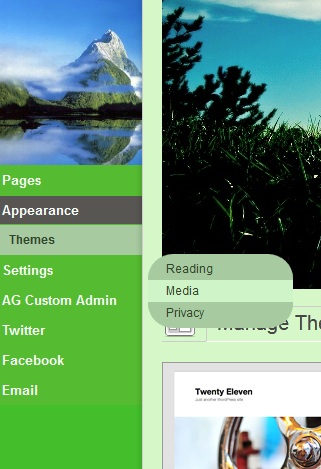 Pages
Appearance
Themes
Settings
AG Custom Admin
Twitter
Facebook
Email
Reading
Media
Privacy
Manage The
Twenty Eleven
Just another WordPress site